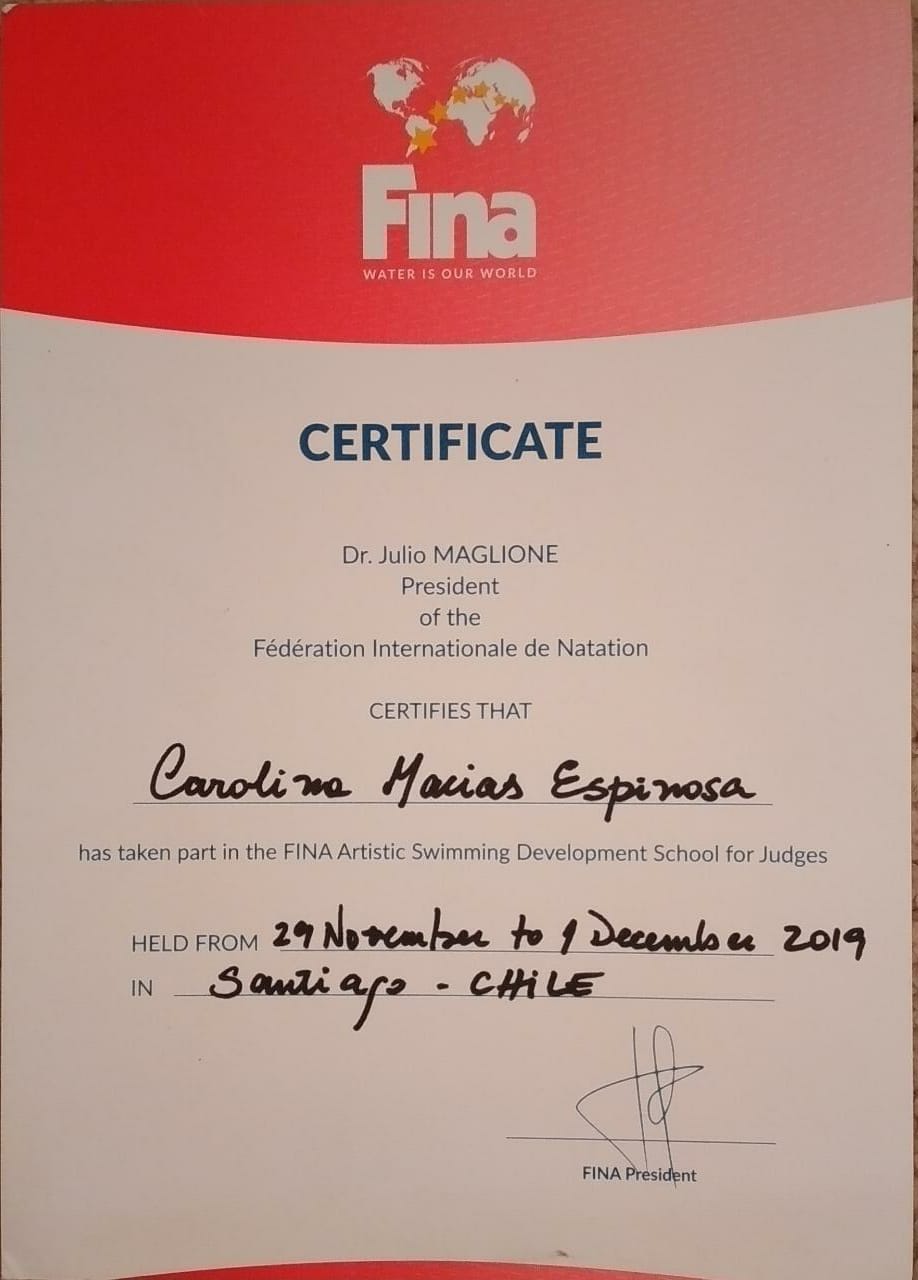 Fina
WATER IS OUR WORLD
CERTIFICATE
Dr. Julio MAGLIONE
President
of the
Fédération Internationale de Natation
CERTIFIES THAT
Carolina Macias Espinosa
has taken part in the FINA Artistic Swimming Development School for Judges
HELD FROM 29 November to 1 December 2019
IN Santiago - CHiLE
FINA President